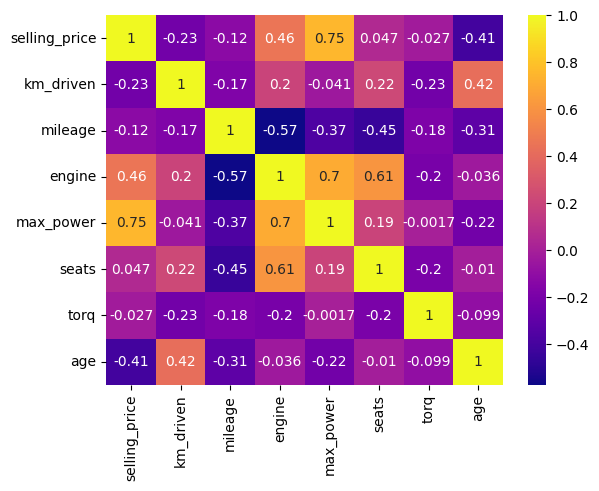 selling_price 1 -0.23 -0.12 0.46 0.75 0.047 -0.027 -0.41
km_driven -0.23 1 -0.17 0.2 -0.041 0.22 -0.23 0.42
mileage -0.12 -0.17 1 -0.57 -0.37 -0.45 -0.18 -0.31
engine 0.46 0.2 -0.57 1 0.7 0.61 -0.2 -0.036
max_power 0.75 -0.041 -0.37 0.7 1 0.19 -0.0017 -0.22
seats 0.047 0.22 -0.45 0.61 0.19 1 -0.2 -0.01
torq -0.027 -0.23 -0.18 -0.2 -0.0017 -0.2 1 -0.099
age -0.41 0.42 -0.31 -0.036 -0.22 -0.01 -0.099 1
selling_price
km_driven
mileage
engine
max_power
seats
torq
age
1.0
0.8
0.6
0.4
0.2
0.0
−0.2
−0.4